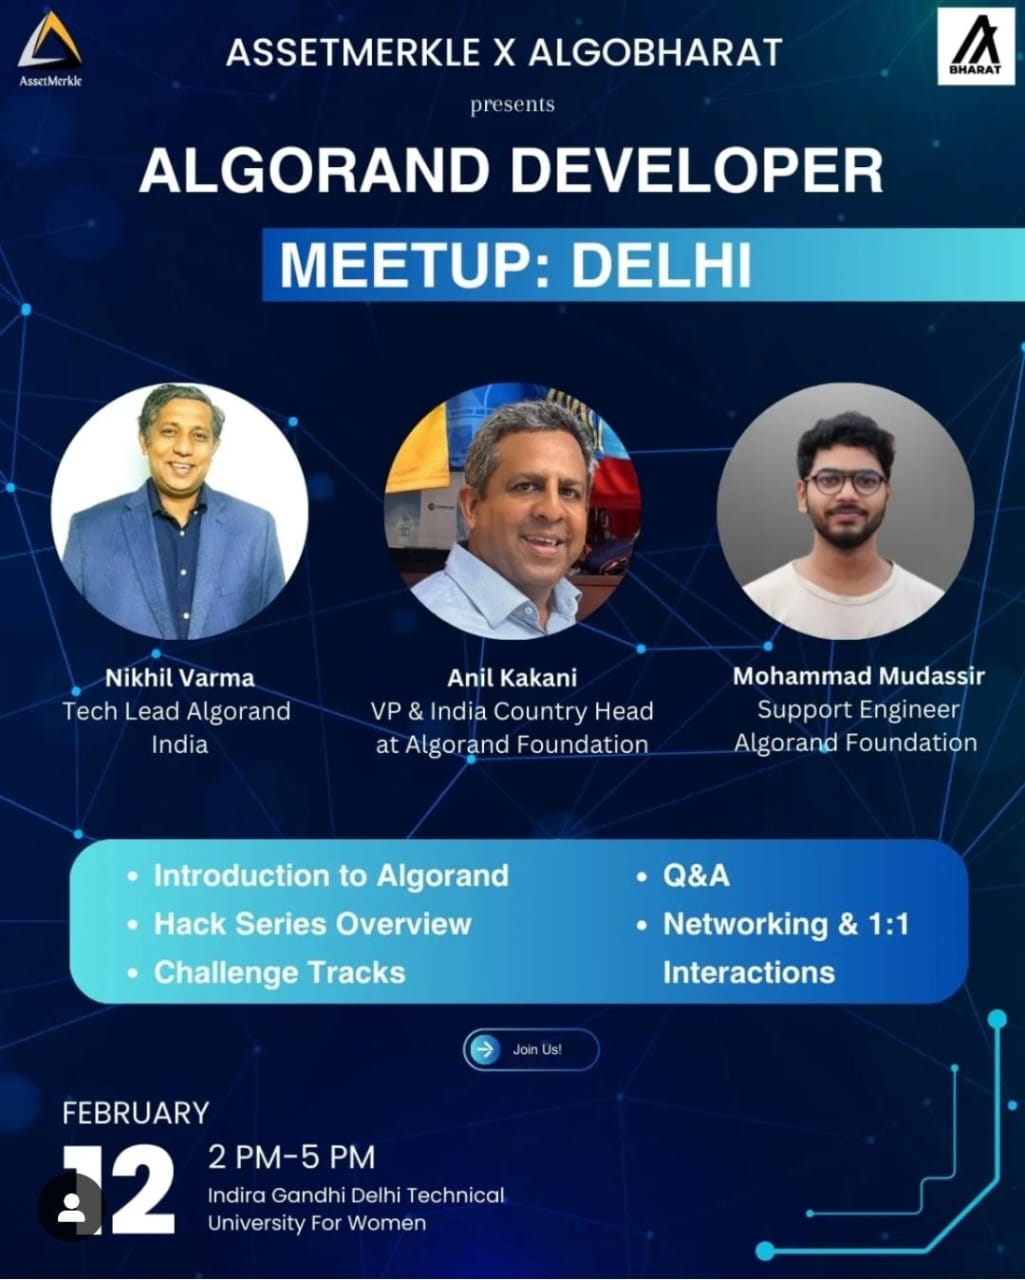 AssetMerkle
BHARAT
ASSETMERKLE X ALGOBHARAT
presents
ALGORAND DEVELOPER
MEETUP: DELHI
Nikhil Varma
Tech Lead Algorand
India
Anil Kakani
VP & India Country Head
at Algorand Foundation
Mohammad Mudassir
Support Engineer
Algorand Foundation
• Introduction to Algorand
• Hack Series Overview
• Challenge Tracks
• Q&A
• Networking & 1:1
Interactions
Join Us!
FEBRUARY
12
2 PM-5 PM
Indira Gandhi Delhi Technical
University For Women